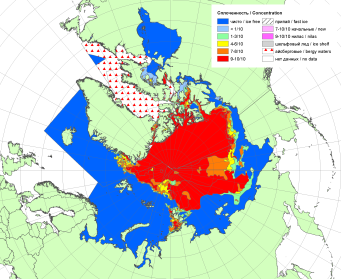 Сплоченность / Concentration
чисто / ice free
< 1/10
1-3/10
4-6/10
7-8/10
9-10/10
припай / fast ice
7-10/10 начальные / new
9-10/10 нилас / nilas
шельфовый лед / ice shelf
айсберговые / bergy waters
нет данных / no data